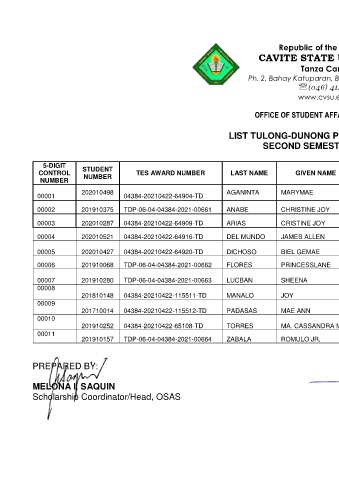 Republic of the
CAVITE STATE
Tanza Car
Ph. 2, Bahay Katuparan, B
☏(046) 41
www.cvsu.e
OFFICE OF STUDENT AFFA
LIST TULONG-DUNONG P
SECOND SEMEST
5-DIGIT CONTROL NUMBER STUDENT NUMBER TES AWARD NUMBER LAST NAME GIVEN NAME
00001 202010498 04384-20210422-64904-TD AGANINTA MARYMAE
00002 201910375 TDP-06-04-04384-2021-00661 ANABE CHRISTINE JOY
00003 202010287 04384-20210422-64909-TD ARIAS CRISTINE JOY
00004 202010521 04384-20210422-64916-TD DEL MUNDO JAMES ALLEN
00005 202010427 04384-20210422-64920-TD DICHOSO BIEL GEMAE
00006 201910068 TDP-06-04-04384-2021-00662 FLORES PRINCESSLANE
00007 201910280 TDP-06-04-04384-2021-00663 LUCBAN SHEENA
00008 201810148 04384-20210422-115511-TD MANALO JOY
00009 201710014 04384-20210422-115512-TD PADASAS MAE ANN
00010 201910252 04384-20210422-65108-TD TORRES MA. CASSANDRA M
00011 201910157 TDP-06-04-04384-2021-00664 ZABALA ROMULO JR.
PREPARED BY:
MELONA I. SAQUIN
Scholarship Coordinator/Head, OSAS